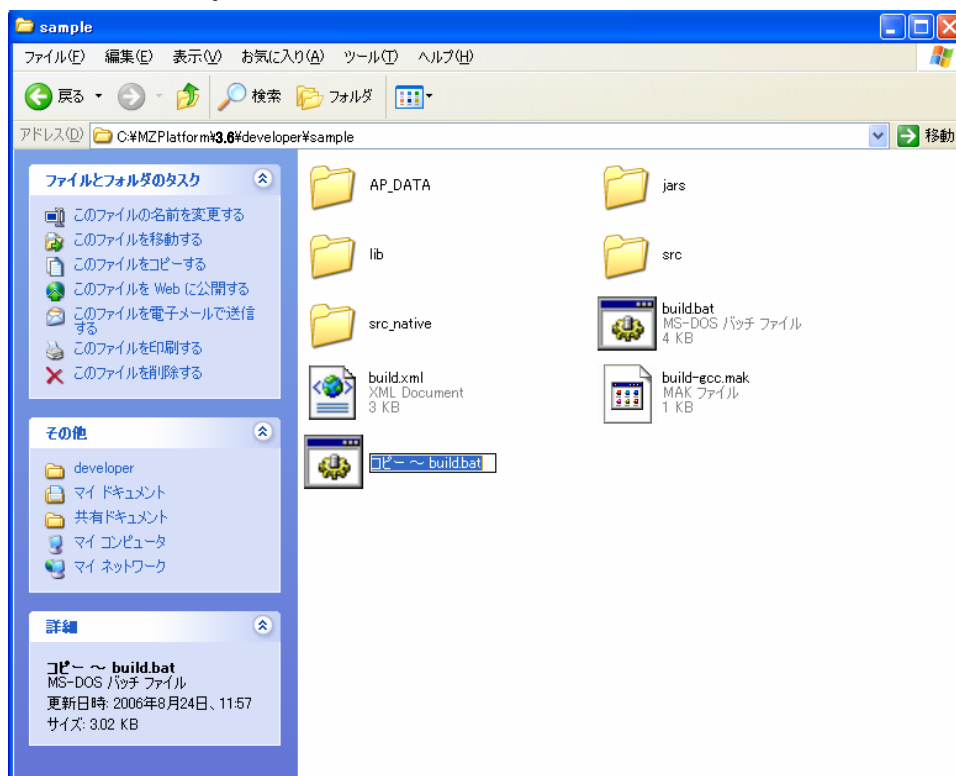 sample
ファイル(F) 編集(E) 表示(V) お気に入り(A) ツール(T) ヘルプ(H)
戻る 検索 フォルダ
アドレス(D) C:¥MZPlatform¥3.6¥developer¥sample 移動
ファイルとフォルダのタスク
このファイルの名前を変更する
このファイルを移動する
このファイルをコピーする
このファイルを Web に公開する
このファイルを電子メールで送信
する
このファイルを印刷する
このファイルを削除する
その他
developer
マイ ドキュメント
共有ドキュメント
マイ コンピュータ
マイ ネットワーク
詳細
コピー ～ build.bat
MS-DOS バッチ ファイル
更新日時: 2006年8月24日、11:57
サイズ: 3.02 KB
AP_DATA
jars
lib
src
src_native
build.bat
MS-DOS バッチ ファイル
4 KB
build.xml
XML Document
3 KB
build-gcc.mak
MAK ファイル
1 KB
コピー ～ build.bat